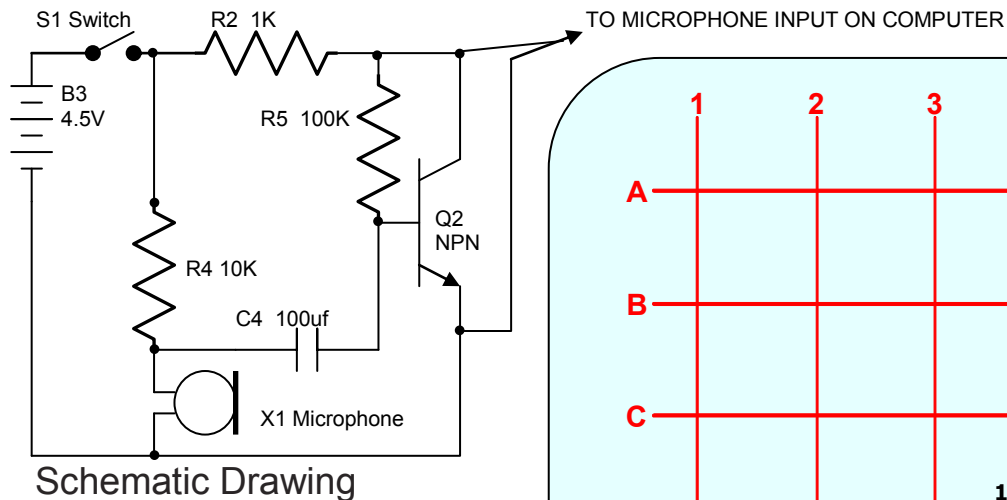 S1 Switch
R2 1K
TO MICROPHONE INPUT ON COMPUTER
B3
4.5V
R5 100K
1 2 3
A
Q2
NPN
R4 10K
B
C4 100uf
X1 Microphone
C
Schematic Drawing
1